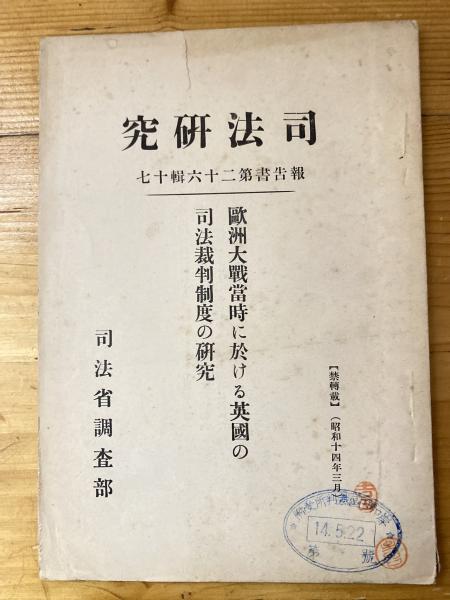 司法研究
報告書第二十六輯十七
歐洲大戰當時に於ける英國の
司法裁判制度の研究
【禁轉載】（昭和十四年三月）
司法省調査部
14.5.22
第 號